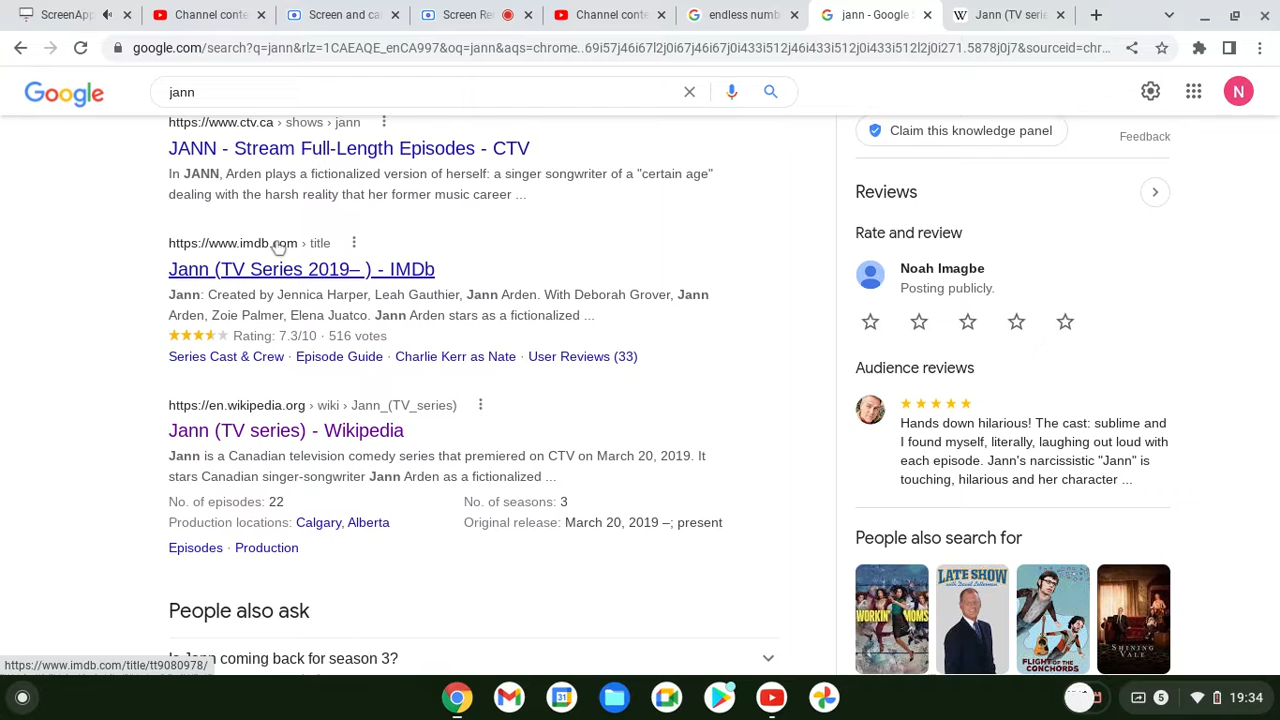 ScreenApp
Channel conte
Screen and ca
Screen Rec
Channel conte
endless numb
jann - Google
Jann (TV serie
google.com/search?q=jann&rlz=1CAEAQE_enCA997&oq=jann&aqs=chrome..69i57j46i67l2j0i67j46i67j0i433i512j46i433i512j0i433i512l2j0i271.5878j0j7&sourceid=chr...
Google
jann
N
https://www.ctv.ca › shows › jann
JANN - Stream Full-Length Episodes - CTV
In JANN, Arden plays a fictionalized version of herself: a singer songwriter of a "certain age"
dealing with the harsh reality that her former music career ...
https://www.imdb.com › title
Jann (TV Series 2019– ) - IMDb
Jann: Created by Jennica Harper, Leah Gauthier, Jann Arden. With Deborah Grover, Jann
Arden, Zoie Palmer, Elena Juatco. Jann Arden stars as a fictionalized ...
Rating: 7.3/10 · 516 votes
Series Cast & Crew · Episode Guide · Charlie Kerr as Nate · User Reviews (33)
https://en.wikipedia.org › wiki › Jann_(TV_series)
Jann (TV series) - Wikipedia
Jann is a Canadian television comedy series that premiered on CTV on March 20, 2019. It
stars Canadian singer-songwriter Jann Arden as a fictionalized ...
No. of episodes: 22
No. of seasons: 3
Production locations: Calgary, Alberta
Original release: March 20, 2019 –; present
Episodes · Production
People also ask
Is Jann coming back for season 3?
https://www.imdb.com/title/tt9080978/
Claim this knowledge panel
Feedback
Reviews
Rate and review
Noah Imagbe
Posting publicly.
Audience reviews
Hands down hilarious! The cast: sublime and
I found myself, literally, laughing out loud with
each episode. Jann's narcissistic "Jann" is
touching, hilarious and her character ...
People also search for
WORKIN' MOMS
LATE SHOW
FLIGHT OF THE CONCHORDS
SHINING VALE
31
5
19:34